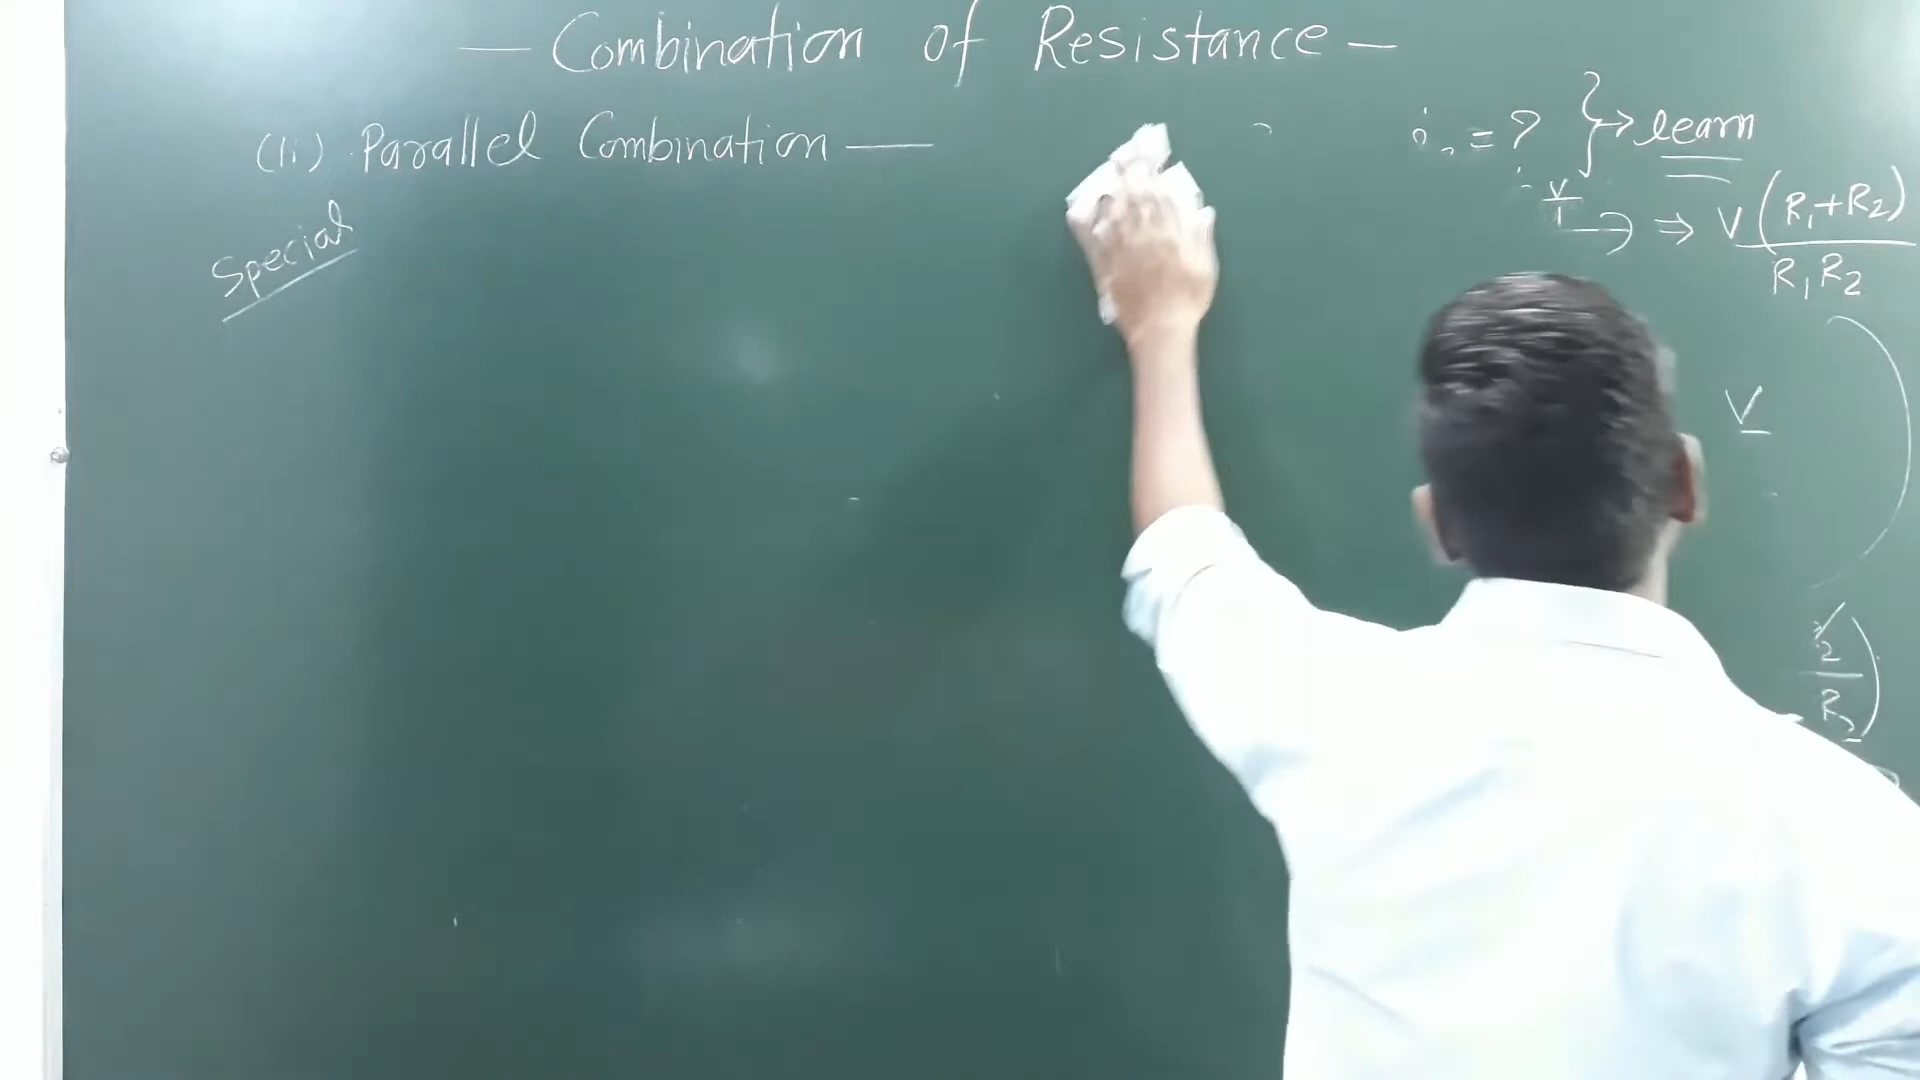 — Combination of Resistance —
(ii) Parallel Combination —
Special
= ? } → learn
⇒ V(R₁+R₂)/R₁R₂
V
R₂)